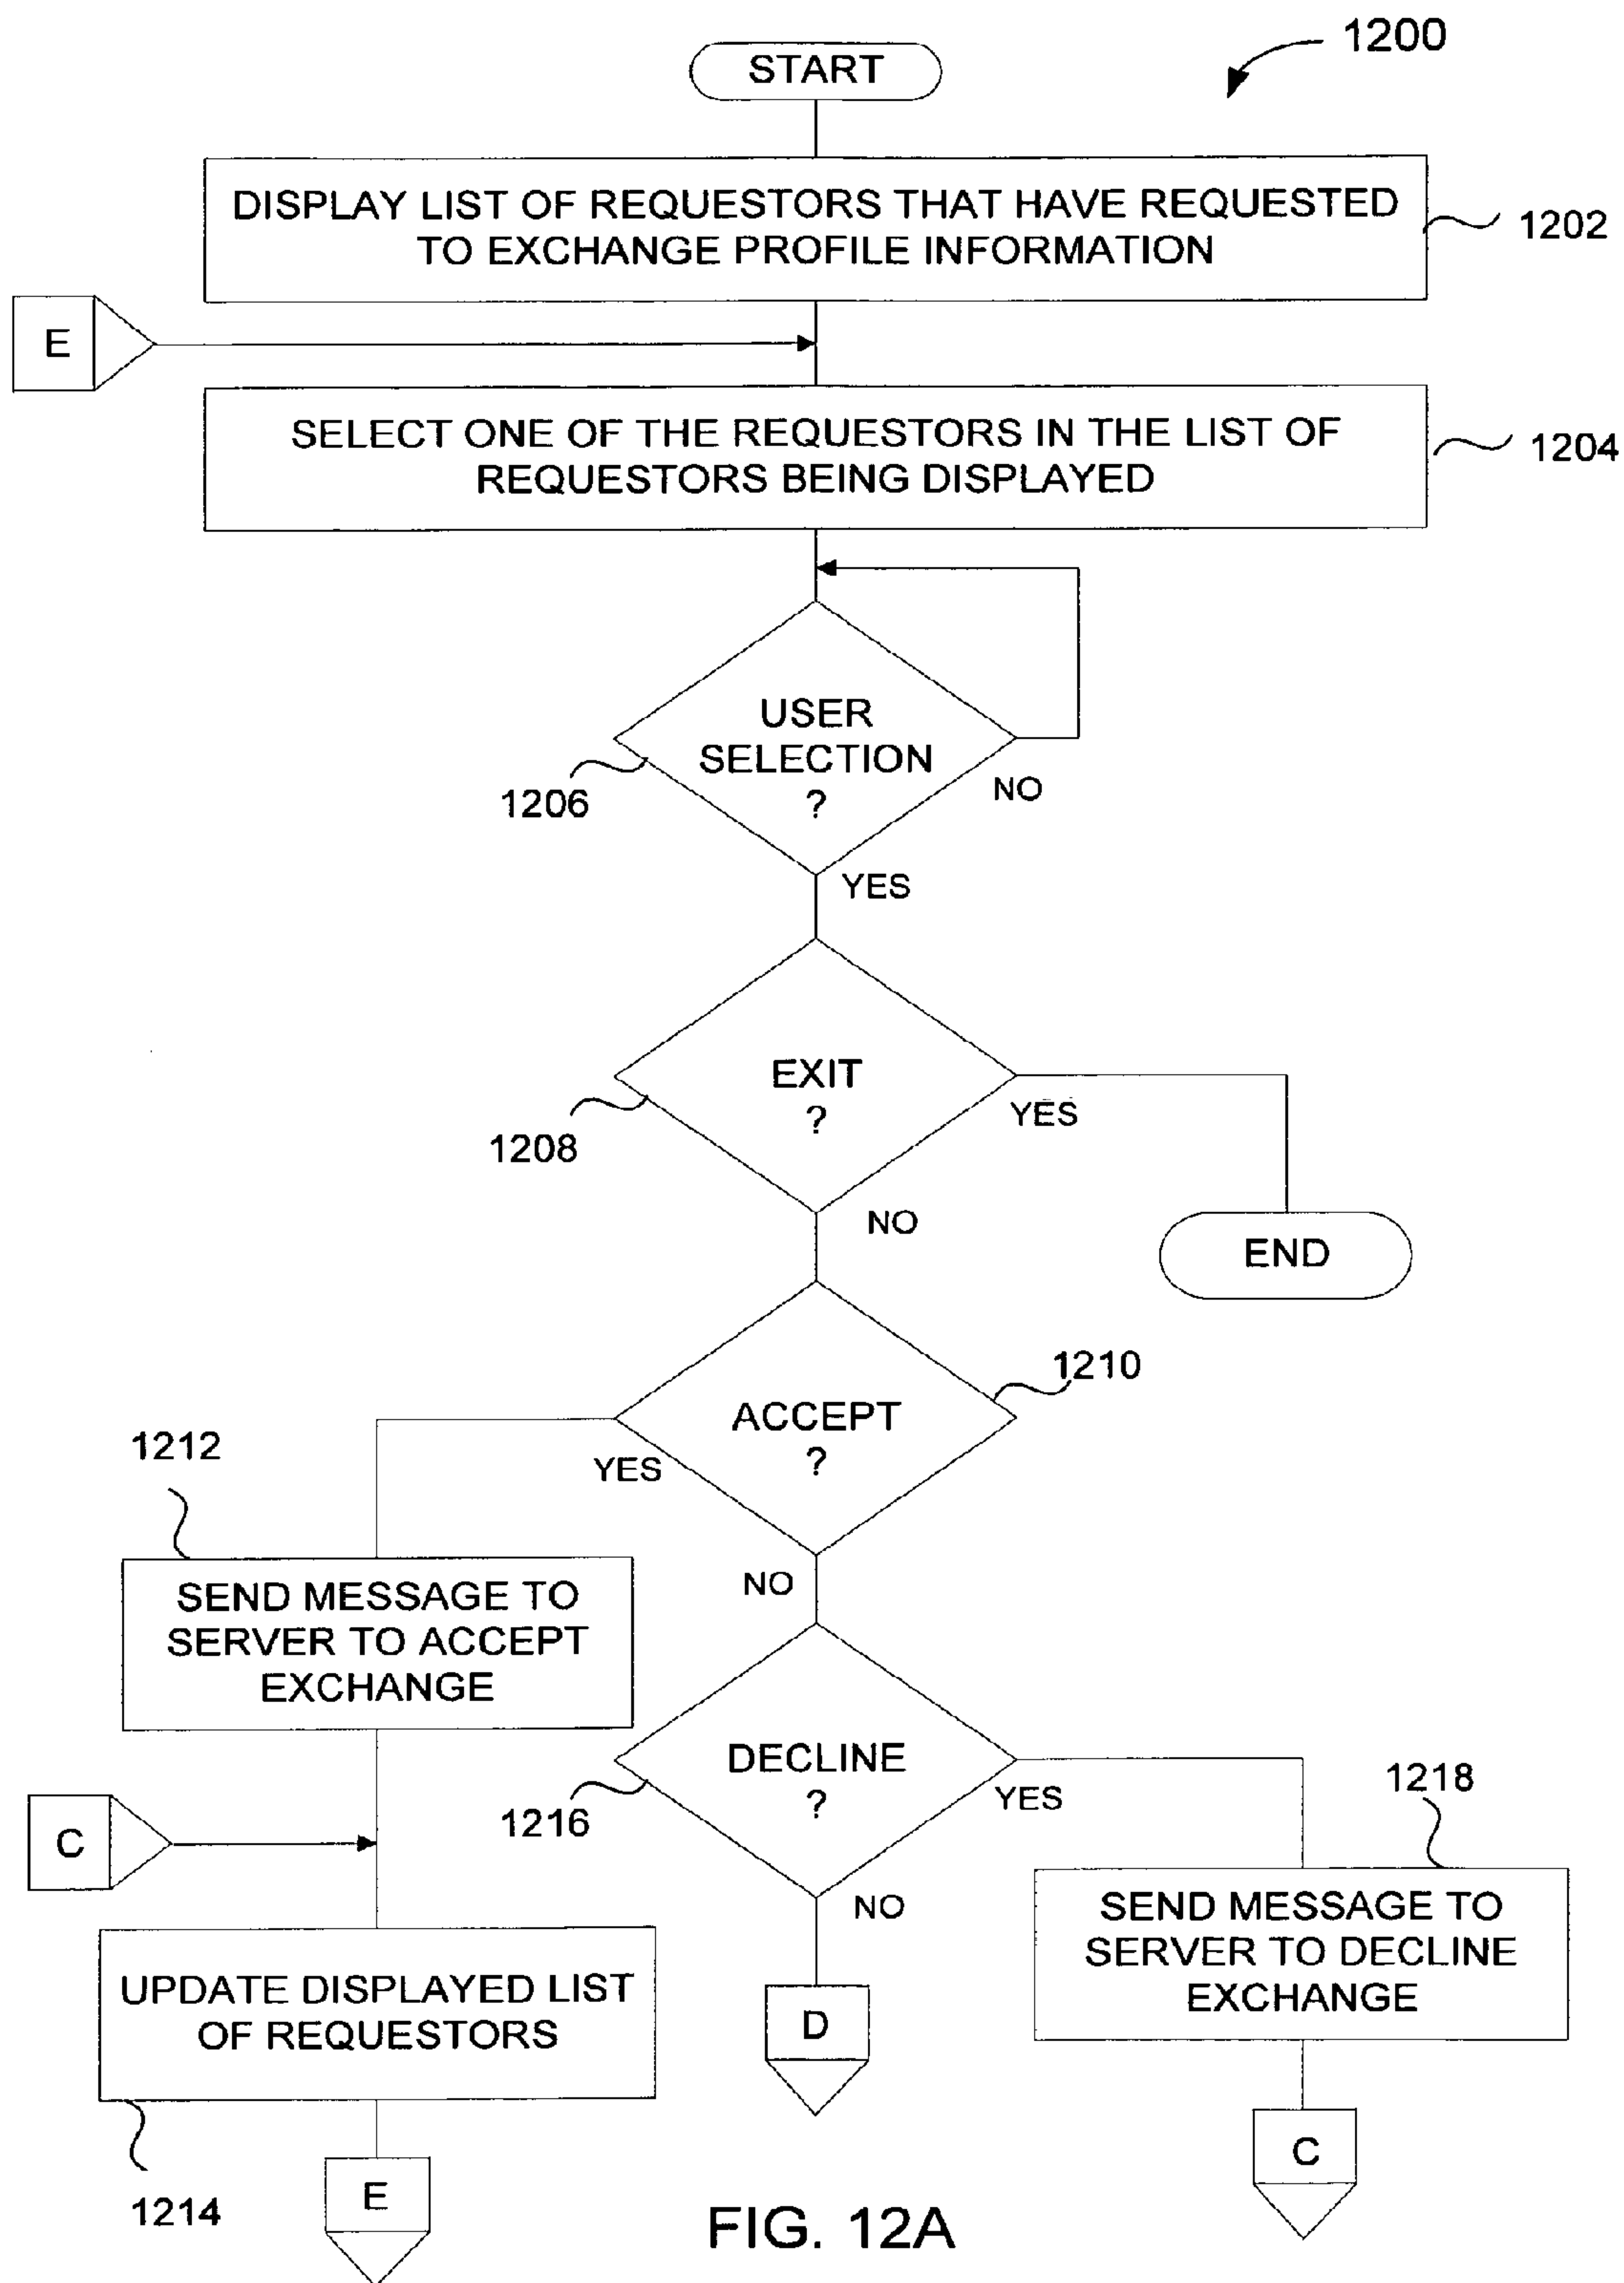 1200
START
DISPLAY LIST OF REQUESTORS THAT HAVE REQUESTED
TO EXCHANGE PROFILE INFORMATION
1202
E
SELECT ONE OF THE REQUESTORS IN THE LIST OF
REQUESTORS BEING DISPLAYED
1204
USER
SELECTION
?
1206
NO
YES
EXIT
?
1208
YES
NO
END
1210
ACCEPT
?
YES
1212
NO
SEND MESSAGE TO
SERVER TO ACCEPT
EXCHANGE
DECLINE
?
1216
YES
1218
C
NO
SEND MESSAGE TO
SERVER TO DECLINE
EXCHANGE
UPDATE DISPLAYED LIST
OF REQUESTORS
D
C
1214
E
FIG. 12A